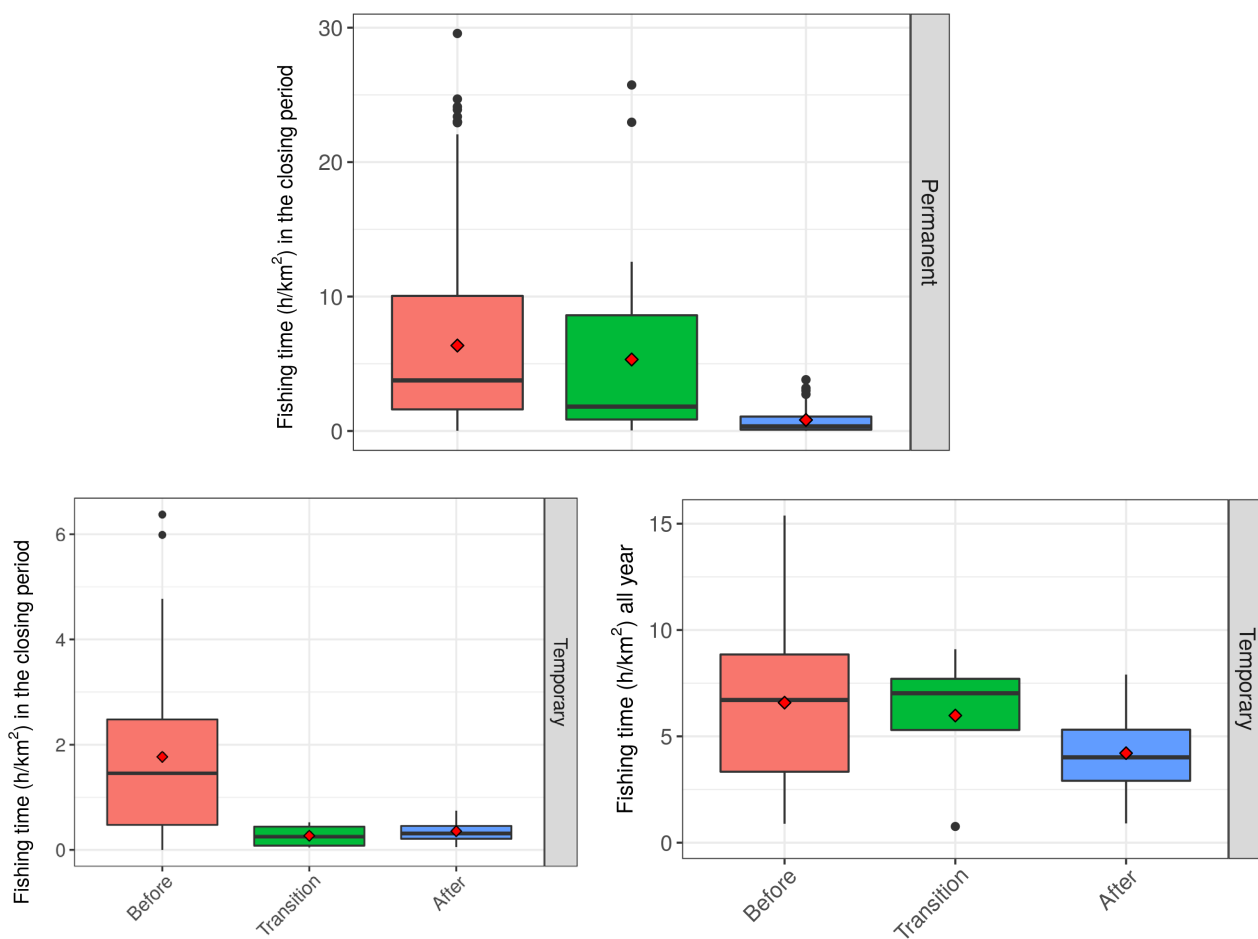 Fishing time (h/km²) in the closing period
30
20
10
0
Permanent
Fishing time (h/km²) in the closing period
6
4
2
0
Temporary
Before
Transition
After
Fishing time (h/km²) all year
15
10
5
0
Temporary
Before
Transition
After